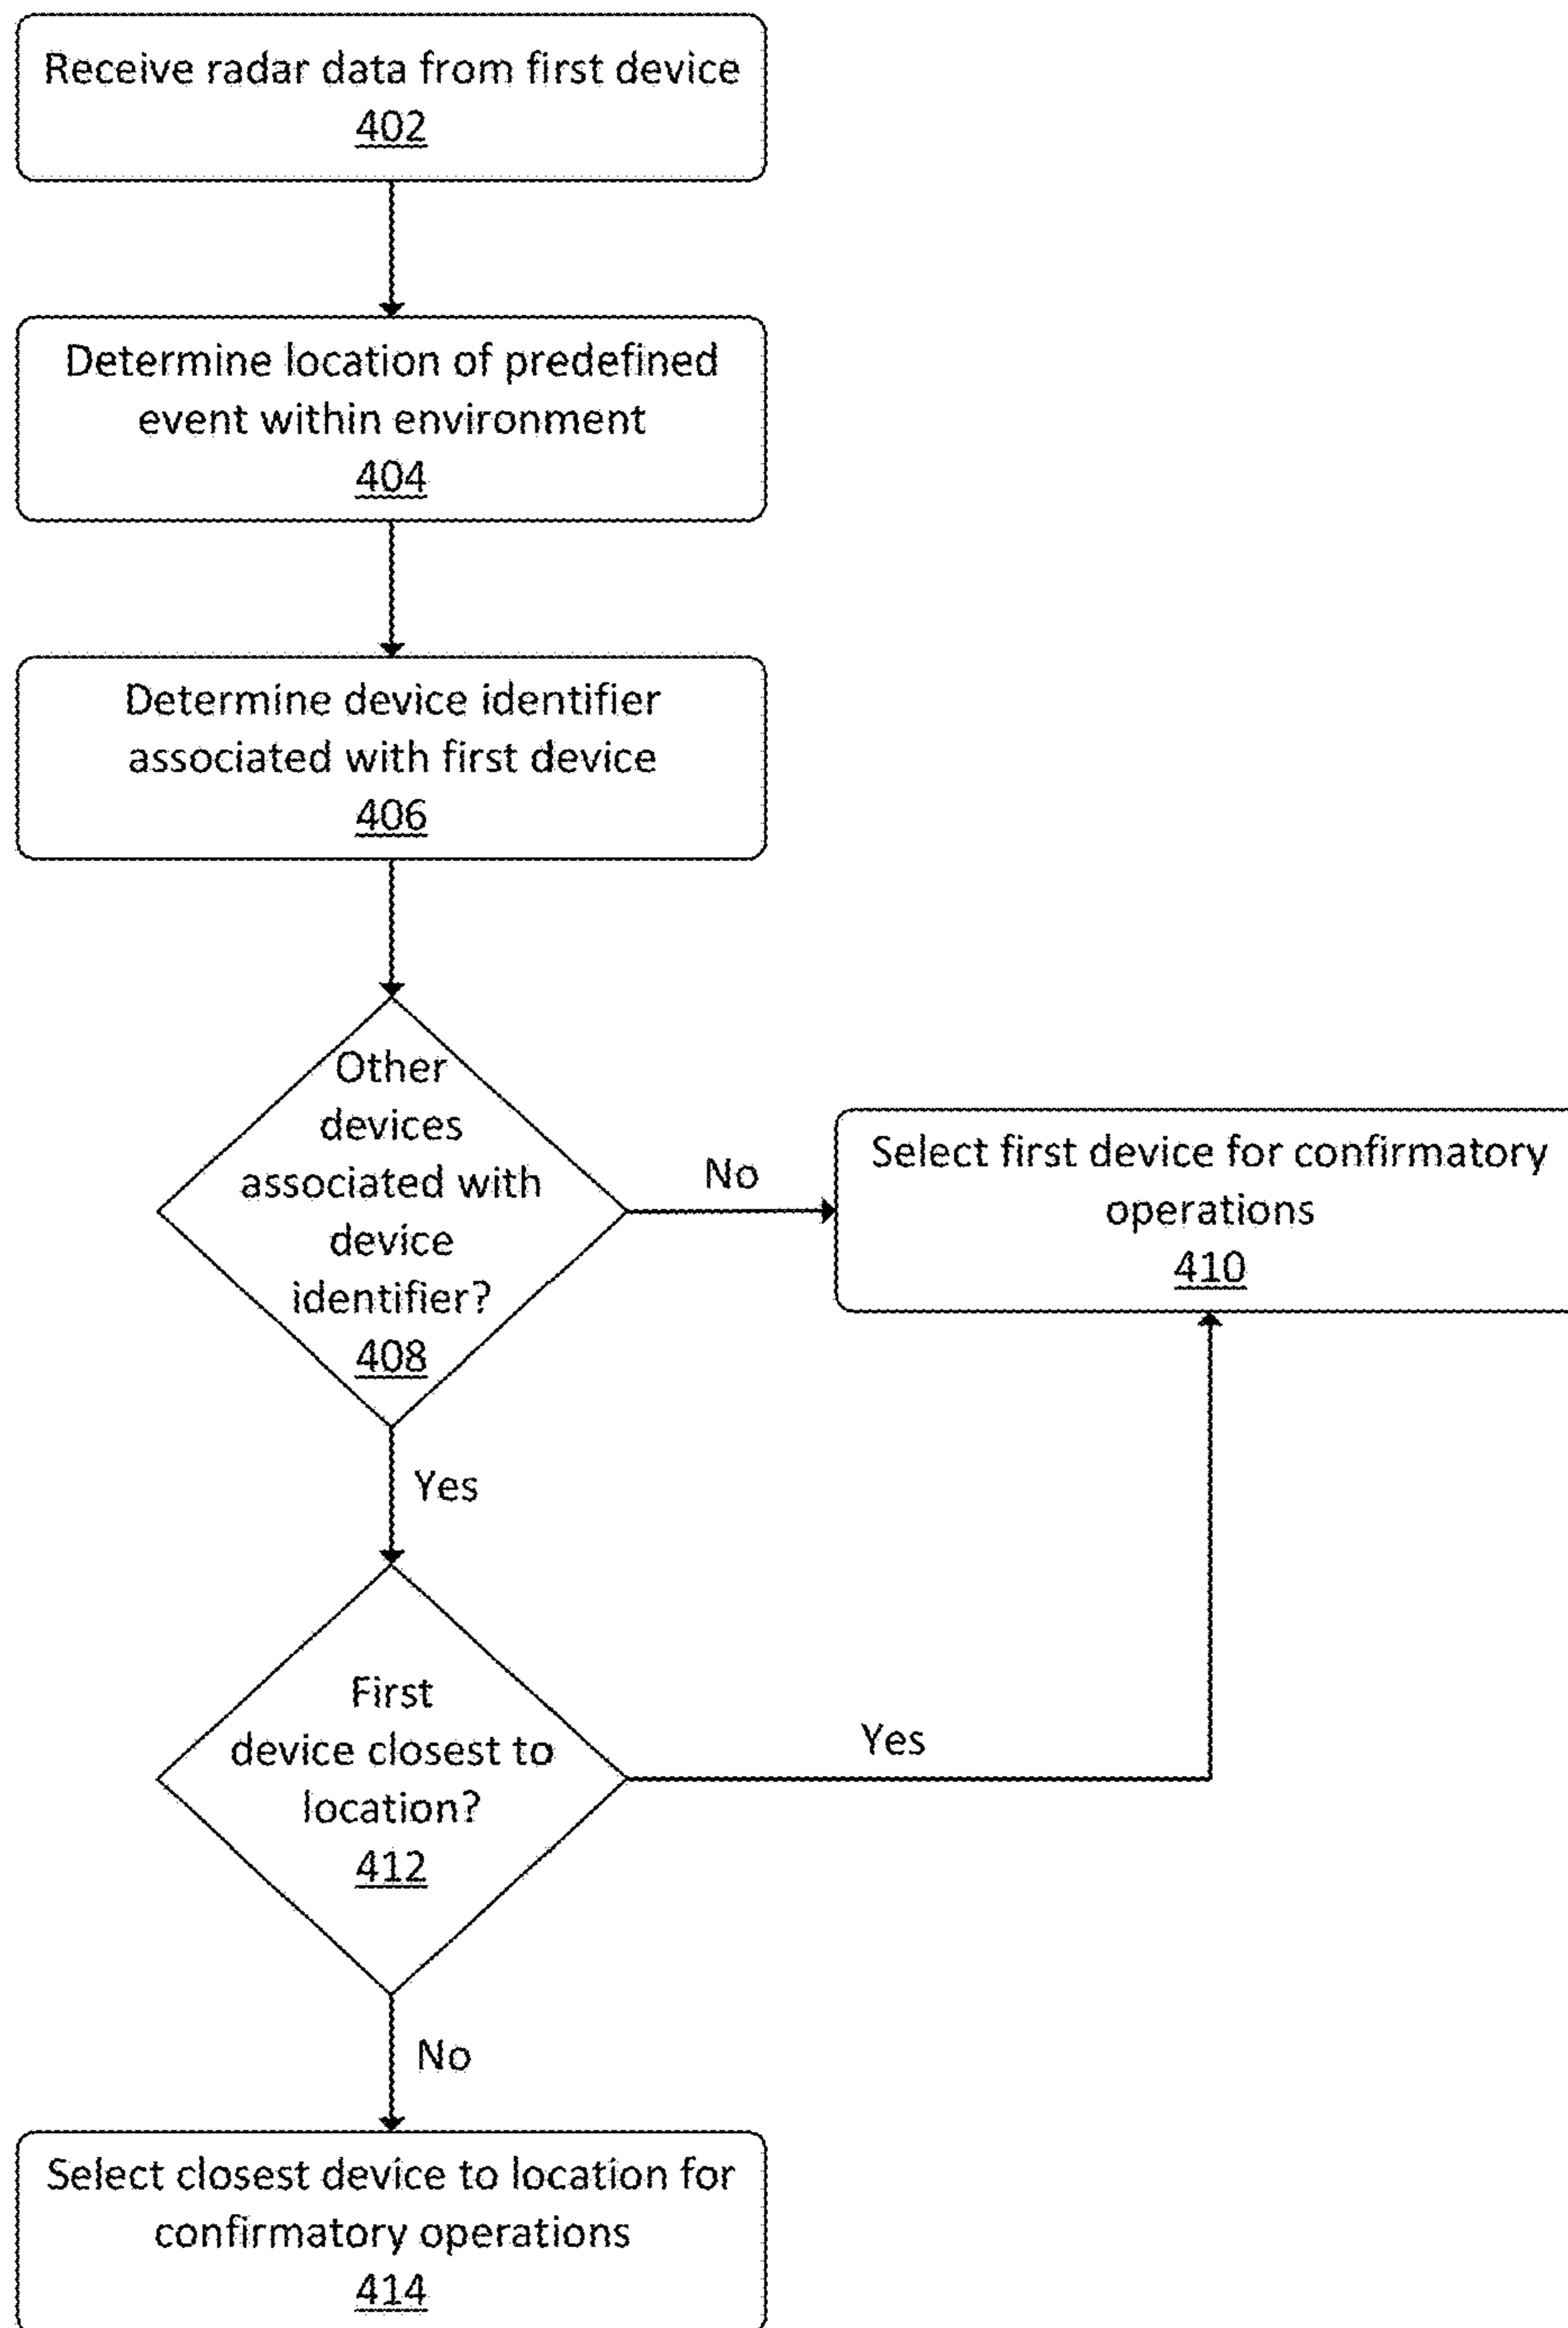 Receive radar data from first device
402
Determine location of predefined
event within environment
404
Determine device identifier
associated with first device
406
Other
devices
associated with
device
identifier?
408
No
Select first device for confirmatory
operations
410
Yes
First
device closest to
location?
412
Yes
No
Select closest device to location for
confirmatory operations
414